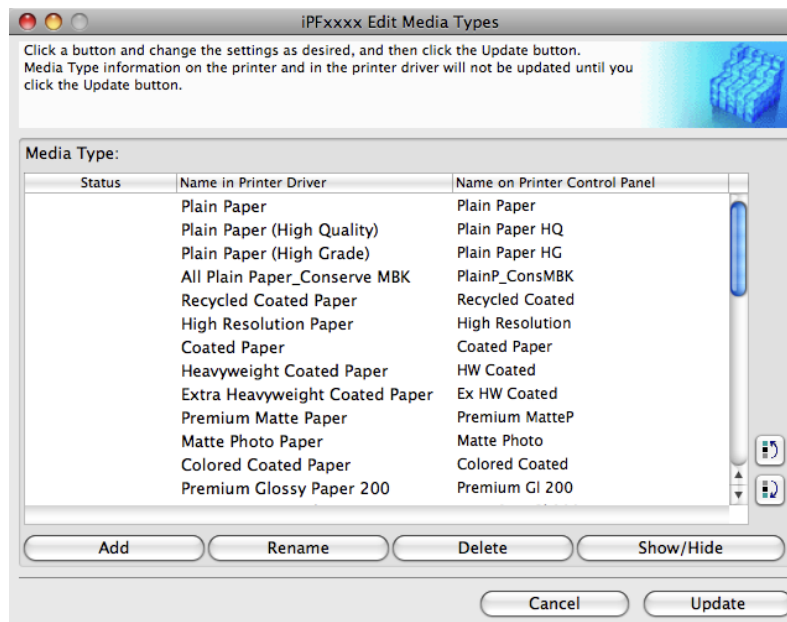 iPFxxxx Edit Media Types
Click a button and change the settings as desired, and then click the Update button.
Media Type information on the printer and in the printer driver will not be updated until you
click the Update button.
Media Type:
Status Name in Printer Driver Name on Printer Control Panel
Plain Paper Plain Paper
Plain Paper (High Quality) Plain Paper HQ
Plain Paper (High Grade) Plain Paper HG
All Plain Paper_Conserve MBK PlainP_ConsMBK
Recycled Coated Paper Recycled Coated
High Resolution Paper High Resolution
Coated Paper Coated Paper
Heavyweight Coated Paper HW Coated
Extra Heavyweight Coated Paper Ex HW Coated
Premium Matte Paper Premium MatteP
Matte Photo Paper Matte Photo
Colored Coated Paper Colored Coated
Premium Glossy Paper 200 Premium Gl 200
Add Rename Delete Show/Hide
Cancel Update